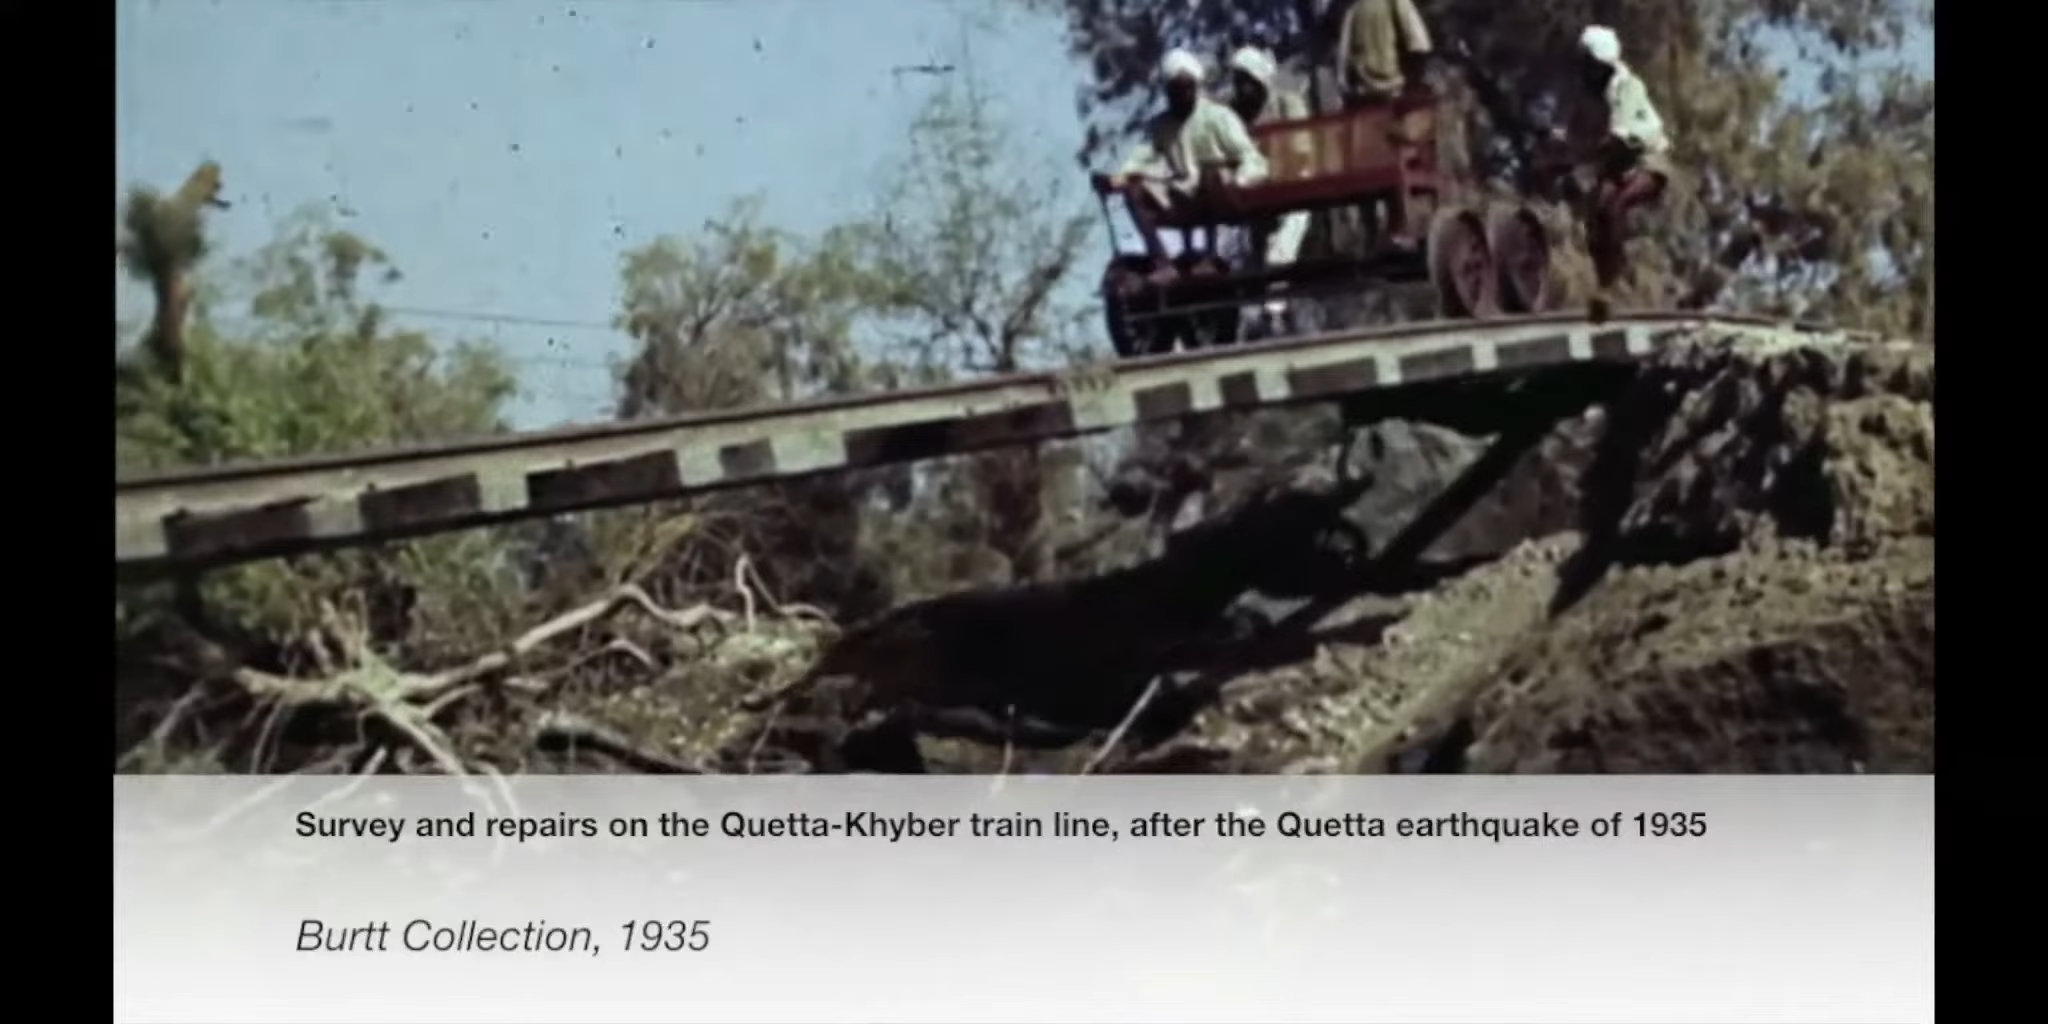 Survey and repairs on the Quetta-Khyber train line, after the Quetta earthquake of 1935
Burtt Collection, 1935